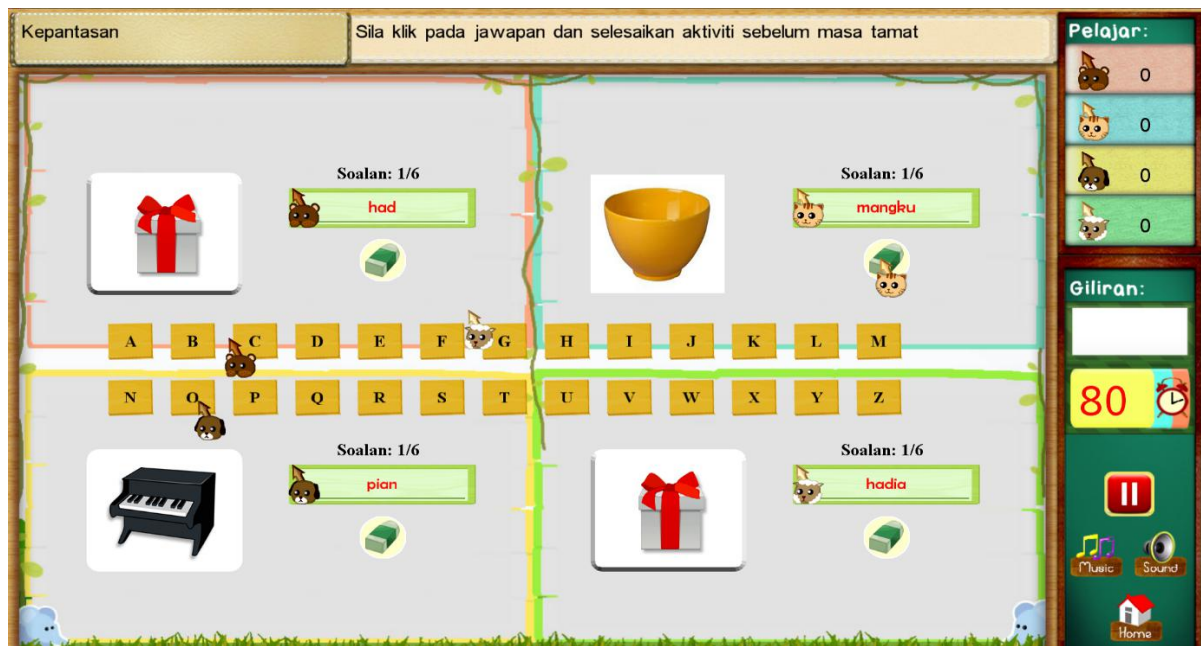 Kepantasan
Sila klik pada jawapan dan selesaikan aktiviti sebelum masa tamat
Pelajar:
0
0
0
0
Soalan: 1/6
had
Soalan: 1/6
mangku
Giliran:
A B C D E F G H I J K L M
N O P Q R S T U V W X Y Z
80
Soalan: 1/6
pian
Soalan: 1/6
hadia
Music
Sound
Home